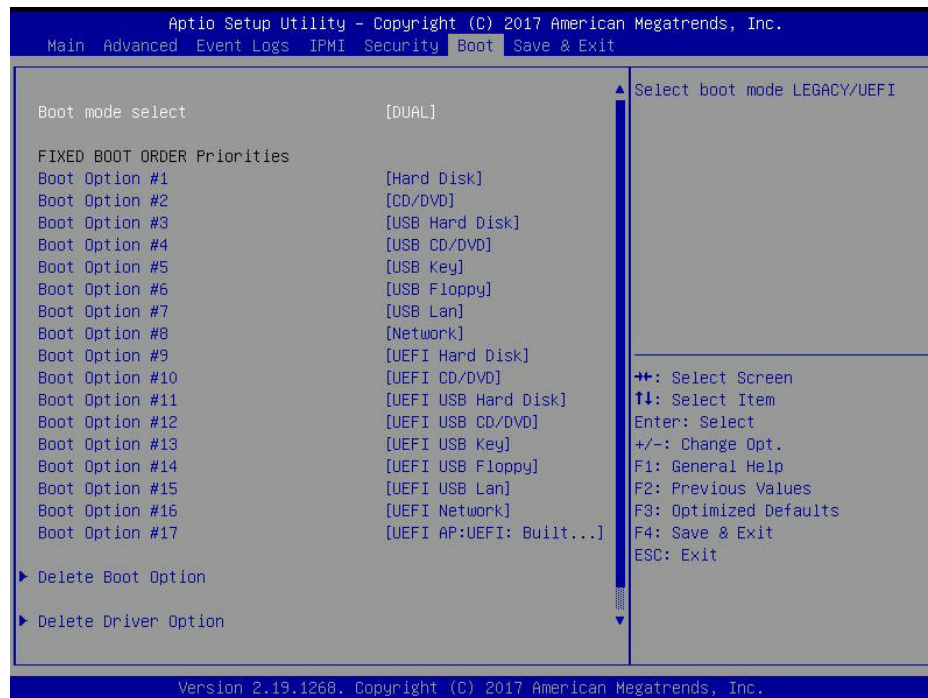 Aptio Setup Utility – Copyright (C) 2017 American Megatrends, Inc.
Main Advanced Event Logs IPMI Security Boot Save & Exit
Boot mode select [DUAL]
FIXED BOOT ORDER Priorities
Boot Option #1 [Hard Disk]
Boot Option #2 [CD/DVD]
Boot Option #3 [USB Hard Disk]
Boot Option #4 [USB CD/DVD]
Boot Option #5 [USB Key]
Boot Option #6 [USB Floppy]
Boot Option #7 [USB Lan]
Boot Option #8 [Network]
Boot Option #9 [UEFI Hard Disk]
Boot Option #10 [UEFI CD/DVD]
Boot Option #11 [UEFI USB Hard Disk]
Boot Option #12 [UEFI USB CD/DVD]
Boot Option #13 [UEFI USB Key]
Boot Option #14 [UEFI USB Floppy]
Boot Option #15 [UEFI USB Lan]
Boot Option #16 [UEFI Network]
Boot Option #17 [UEFI AP:UEFI: Built...]
Delete Boot Option
Delete Driver Option
Select boot mode LEGACY/UEFI
→←: Select Screen
↑↓: Select Item
Enter: Select
+/-: Change Opt.
F1: General Help
F2: Previous Values
F3: Optimized Defaults
F4: Save & Exit
ESC: Exit
Version 2.19.1268. Copyright (C) 2017 American Megatrends, Inc.